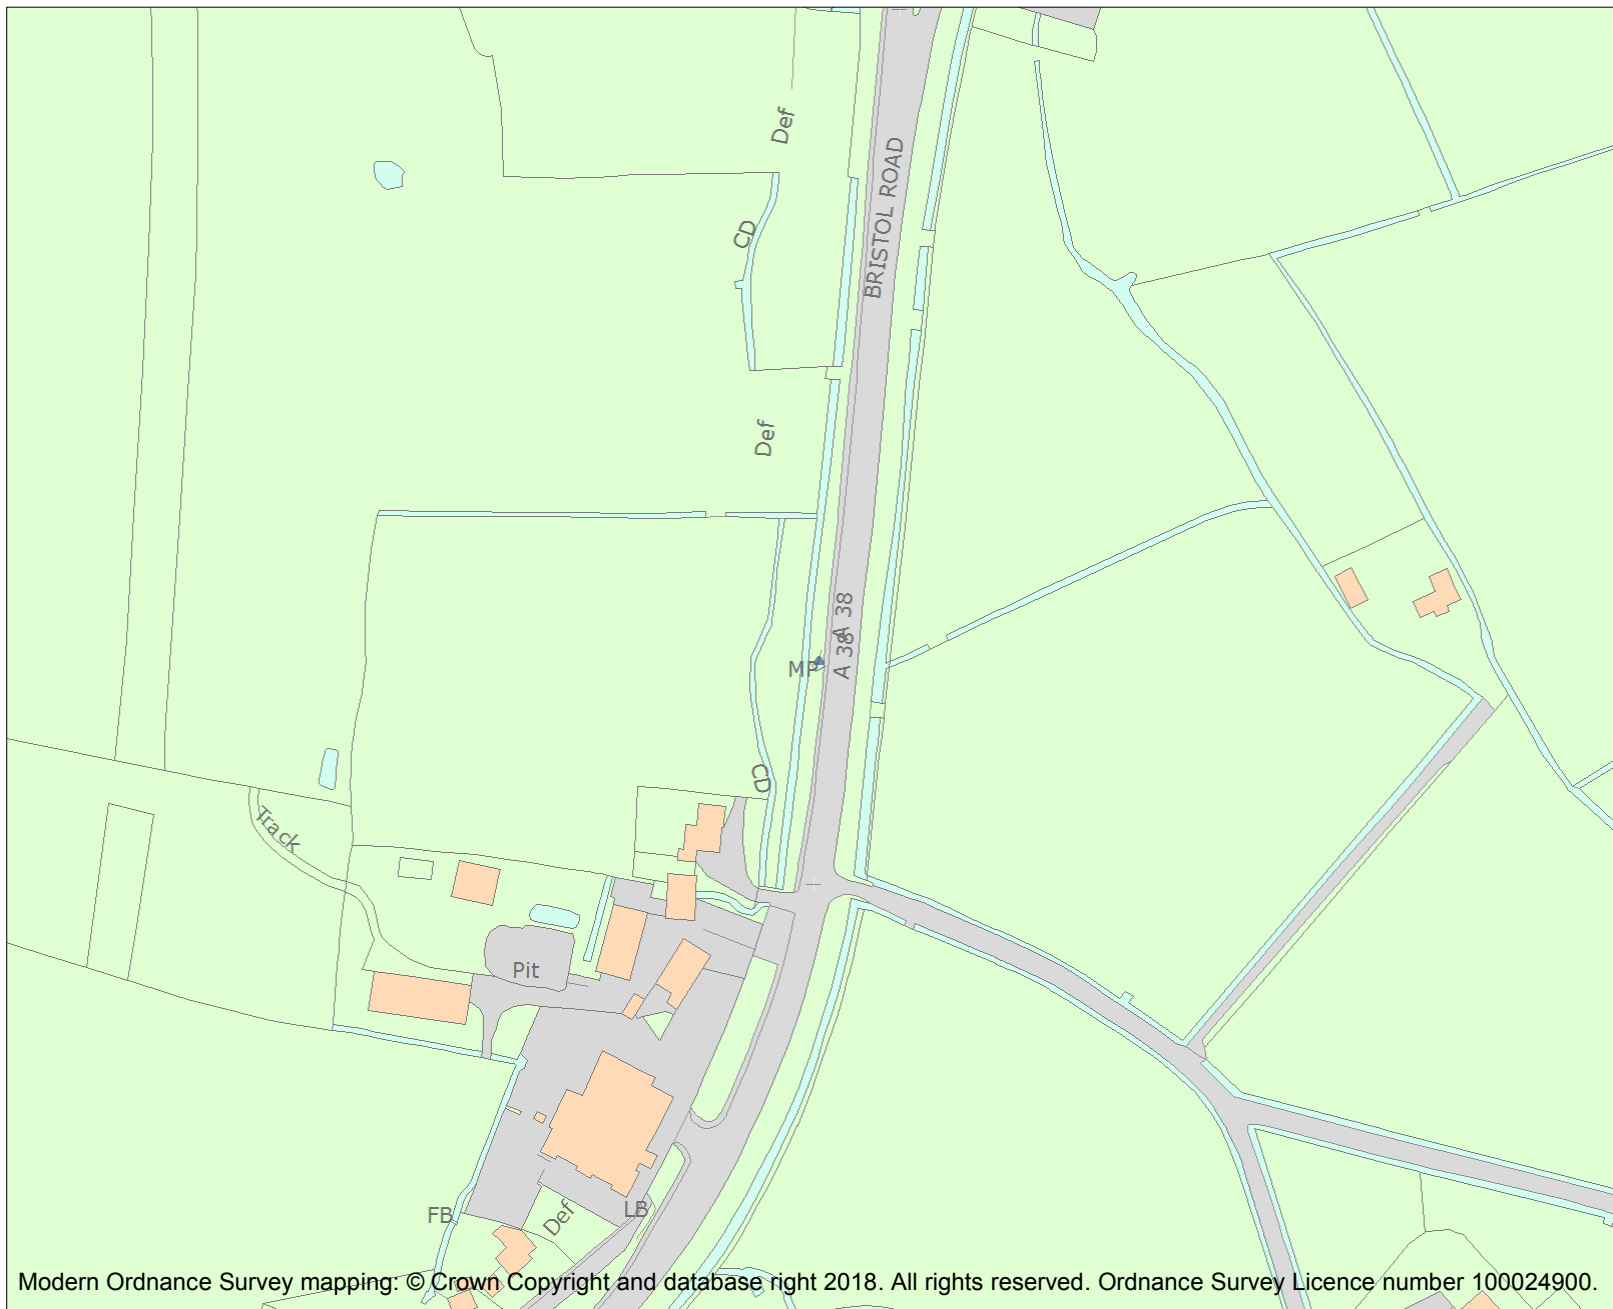 Def
BRISTOL ROAD
CD
Def
A 38
A 38
MP
CD
Track
Pit
FB
Def
LB
Modern Ordnance Survey mapping: © Crown Copyright and database right 2018. All rights reserved. Ordnance Survey Licence number 100024900.